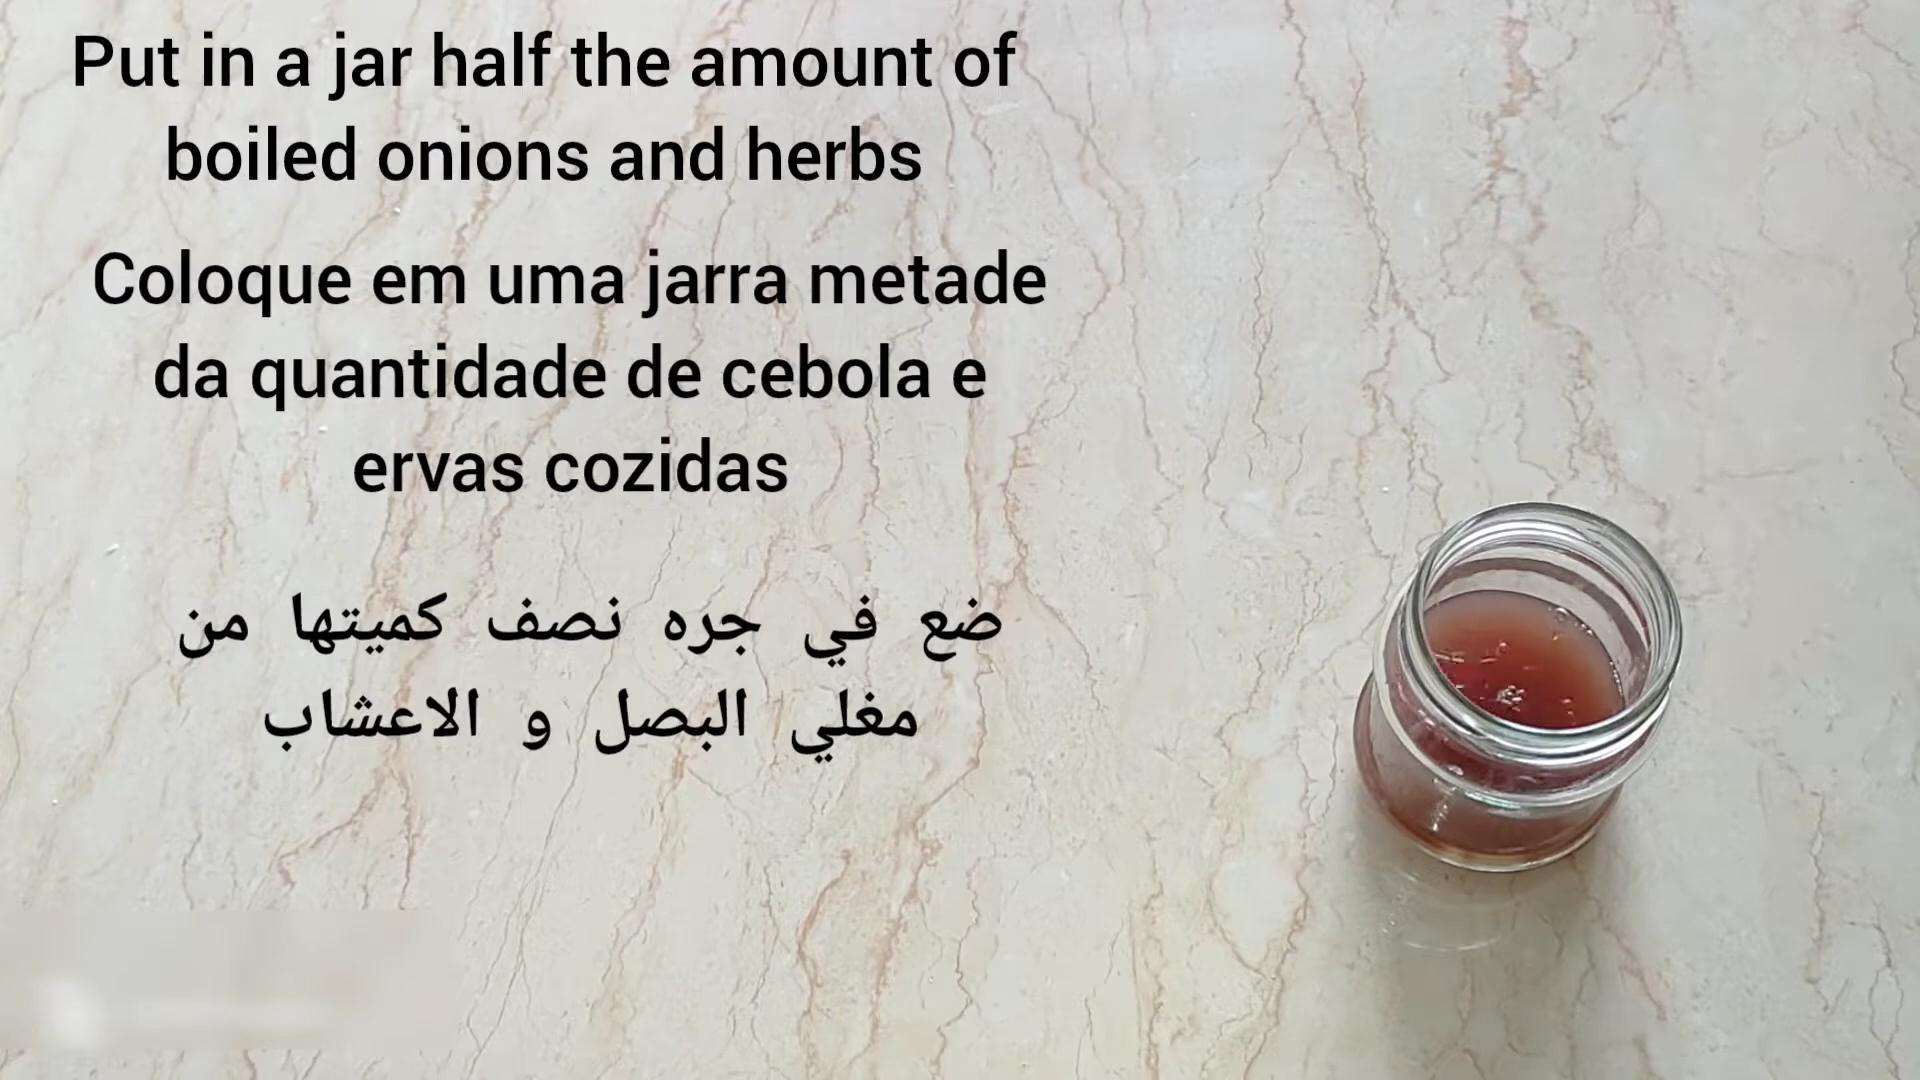 Put in a jar half the amount of
boiled onions and herbs
Coloque em uma jarra metade
da quantidade de cebola e
ervas cozidas
ضع في جره نصف كميتها من
مغلي البصل و الاعشاب